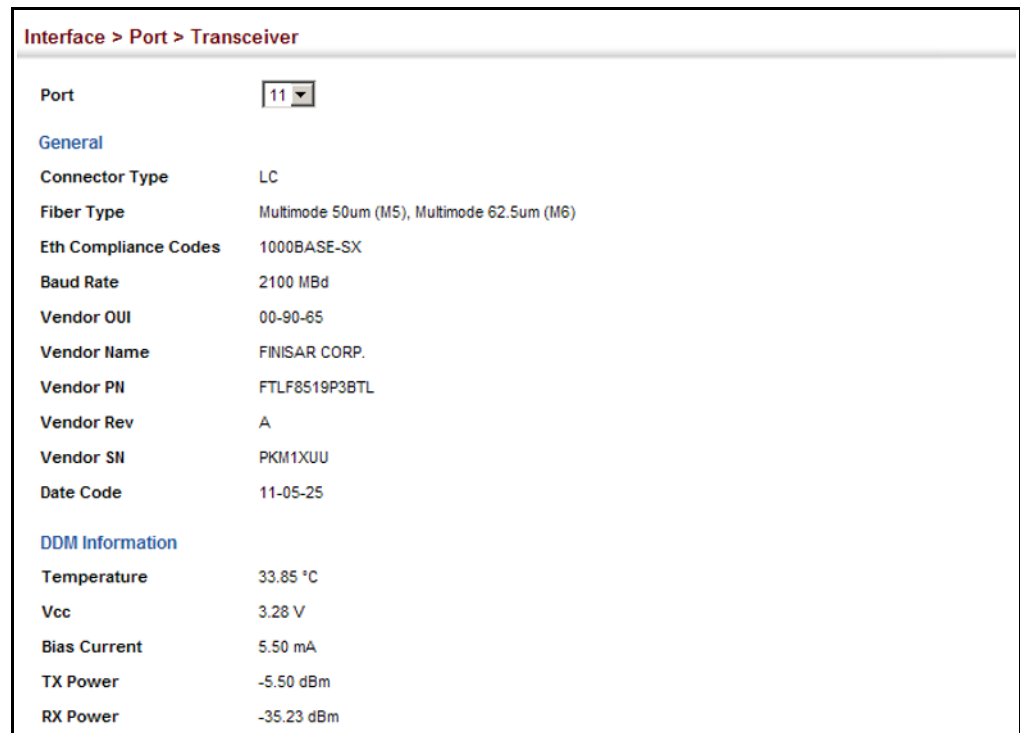 Interface > Port > Transceiver
Port 11
General
Connector Type LC
Fiber Type Multimode 50um (M5), Multimode 62.5um (M6)
Eth Compliance Codes 1000BASE-SX
Baud Rate 2100 MBd
Vendor OUI 00-90-65
Vendor Name FINISAR CORP.
Vendor PN FTLF8519P3BTL
Vendor Rev A
Vendor SN PKM1XUU
Date Code 11-05-25
DDM Information
Temperature 33.85 °C
Vcc 3.28 V
Bias Current 5.50 mA
TX Power -5.50 dBm
RX Power -35.23 dBm